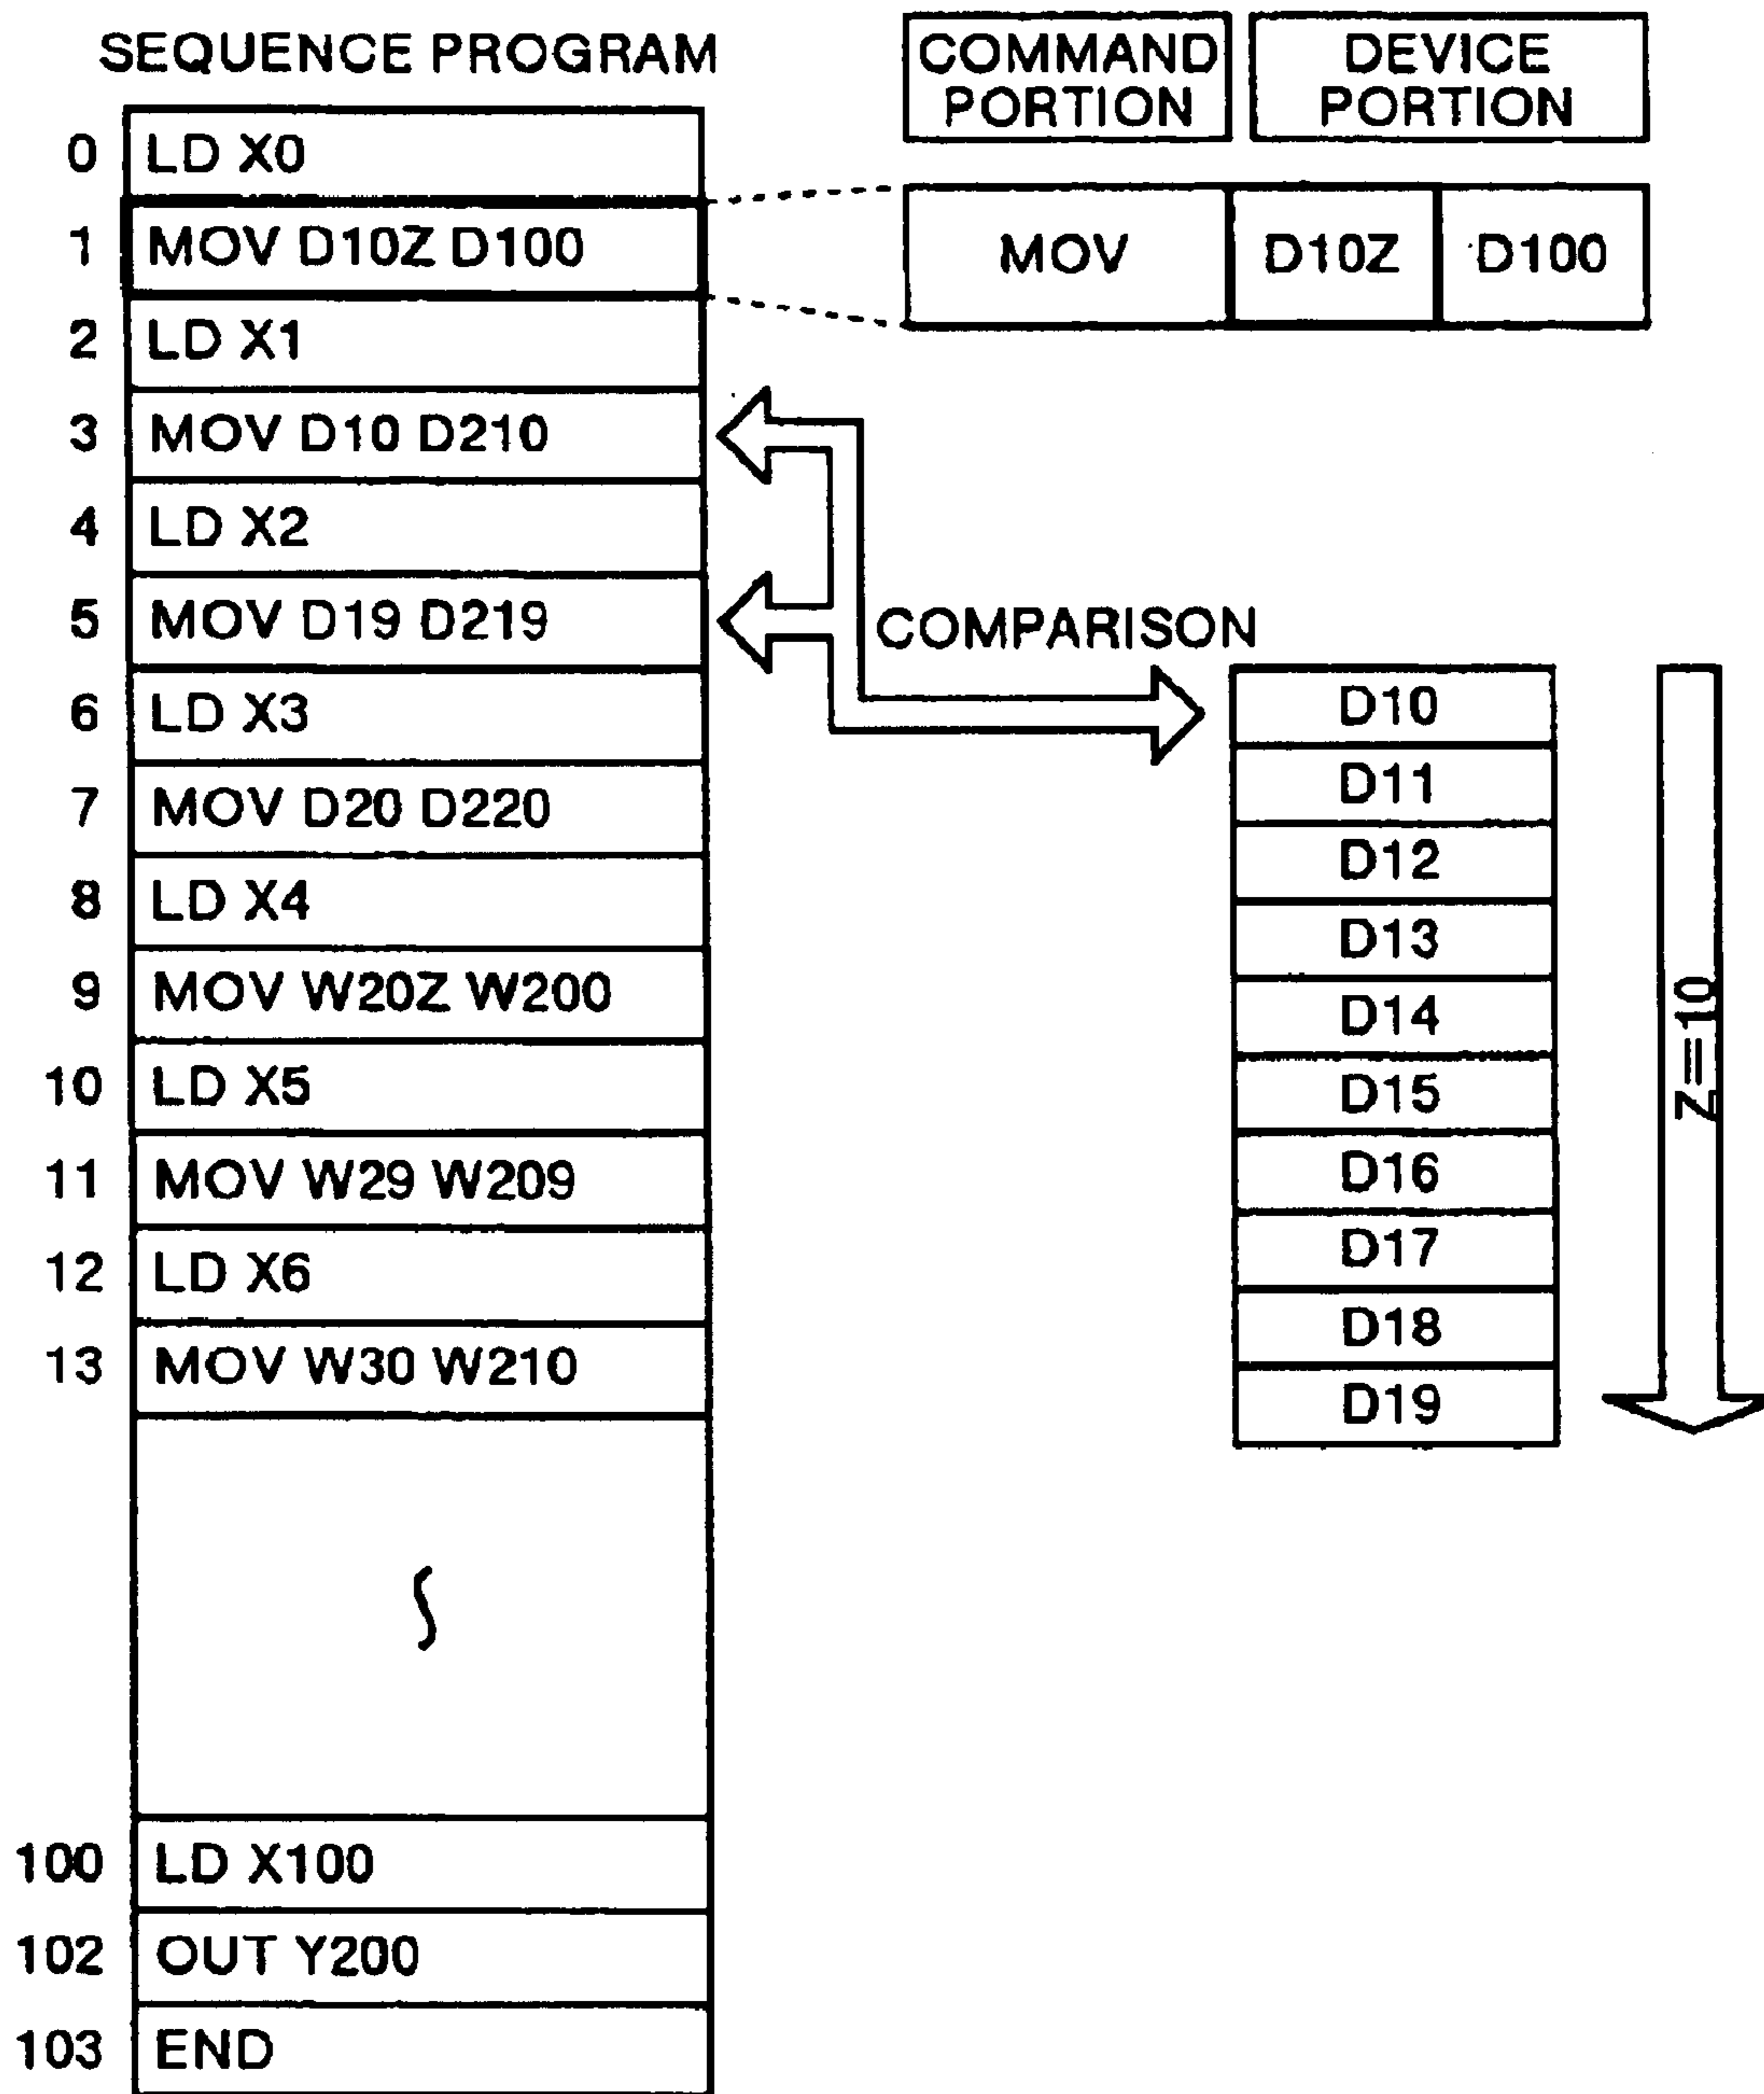 SEQUENCE PROGRAM
0 LD X0
1 MOV D10Z D100
2 LD X1
3 MOV D10 D210
4 LD X2
5 MOV D19 D219
6 LD X3
7 MOV D20 D220
8 LD X4
9 MOV W20Z W200
10 LD X5
11 MOV W29 W209
12 LD X6
13 MOV W30 W210
100 LD X100
102 OUT Y200
103 END
COMMAND
PORTION
DEVICE
PORTION
MOV D10Z D100
COMPARISON
D10
D11
D12
D13
D14
D15
D16
D17
D18
D19
Z=10